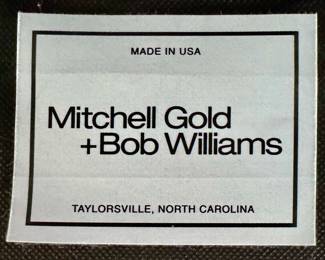 MADE IN USA
Mitchell Gold
+Bob Williams
TAYLORSVILLE, NORTH CAROLINA